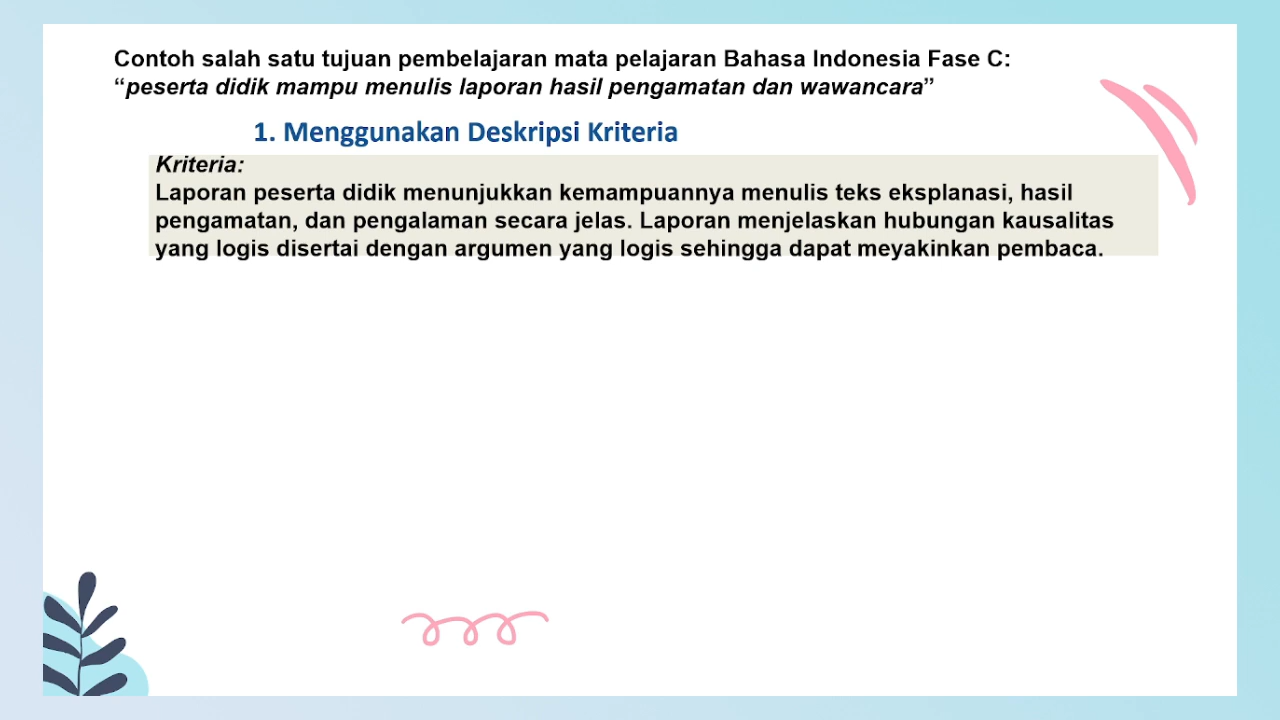 Contoh salah satu tujuan pembelajaran mata pelajaran Bahasa Indonesia Fase C:
“peserta didik mampu menulis laporan hasil pengamatan dan wawancara”
1. Menggunakan Deskripsi Kriteria
Kriteria:
Laporan peserta didik menunjukkan kemampuannya menulis teks eksplanasi, hasil
pengamatan, dan pengalaman secara jelas. Laporan menjelaskan hubungan kausalitas
yang logis disertai dengan argumen yang logis sehingga dapat meyakinkan pembaca.